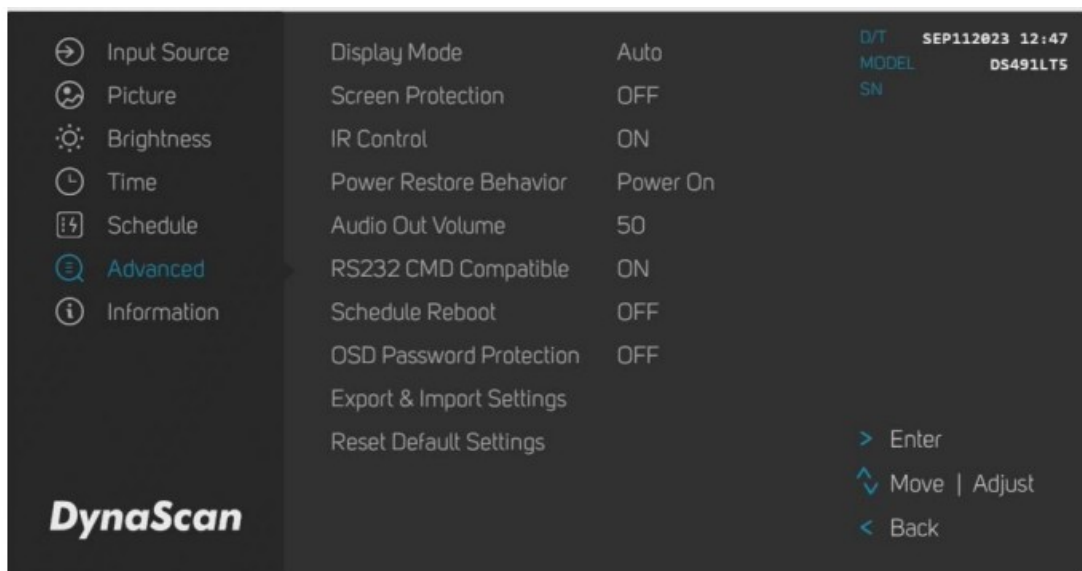 Input Source
Picture
Brightness
Time
Schedule
Advanced
Information
DynaScan
Display Mode Auto
Screen Protection OFF
IR Control ON
Power Restore Behavior Power On
Audio Out Volume 50
RS232 CMD Compatible ON
Schedule Reboot OFF
OSD Password Protection OFF
Export & Import Settings
Reset Default Settings
D/T SEP112023 12:47
MODEL DS491LT5
SN
> Enter
Move | Adjust
< Back